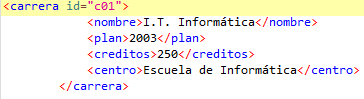 <carrera id="c01">
<nombre>I.T. Informática</nombre>
<plan>2003</plan>
<creditos>250</creditos>
<centro>Escuela de Informática</centro>
</carrera>